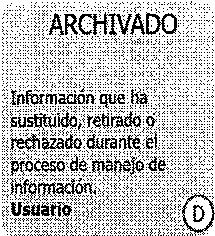 ARCHIVADO
Información que ha
sustituido, retirado o
rechazado durante el
proceso de manejo de
información.
Usuario
D